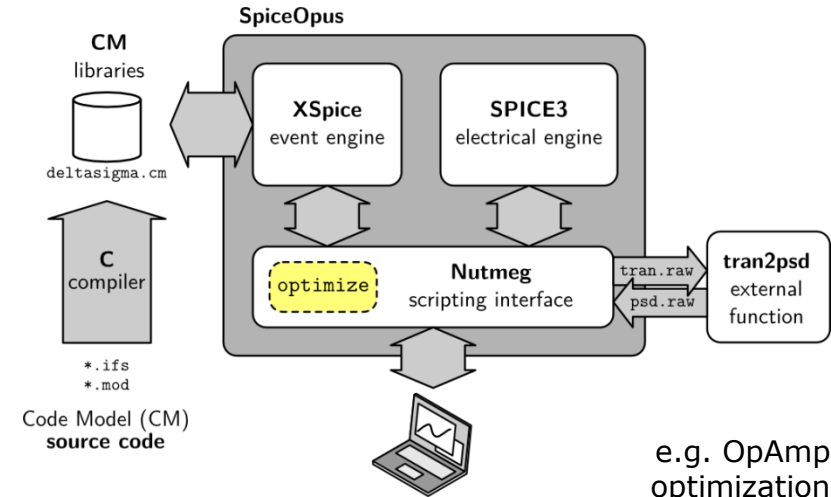 SpiceOpus
CM
libraries
deltasigma.cm
C
compiler
*.ifs
*.mod
Code Model (CM)
source code
XSpice
event engine
SPICE3
electrical engine
optimize
Nutmeg
scripting interface
tran.raw
psd.raw
tran2psd
external
function
e.g. OpAmp
optimization